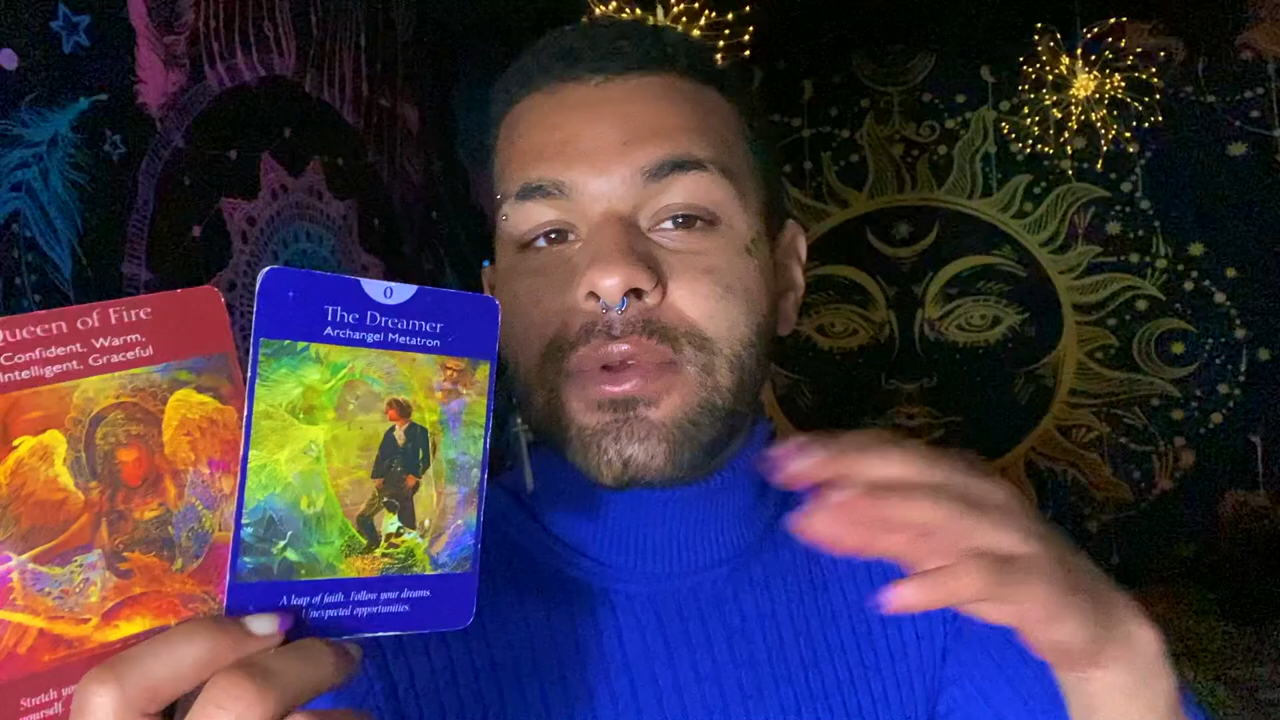 Queen of Fire
Confident, Warm,
Intelligent, Graceful
Stretch
yourself.
0
The Dreamer
Archangel Metatron
A leap of faith. Follow your dreams.
Unexpected opportunities.